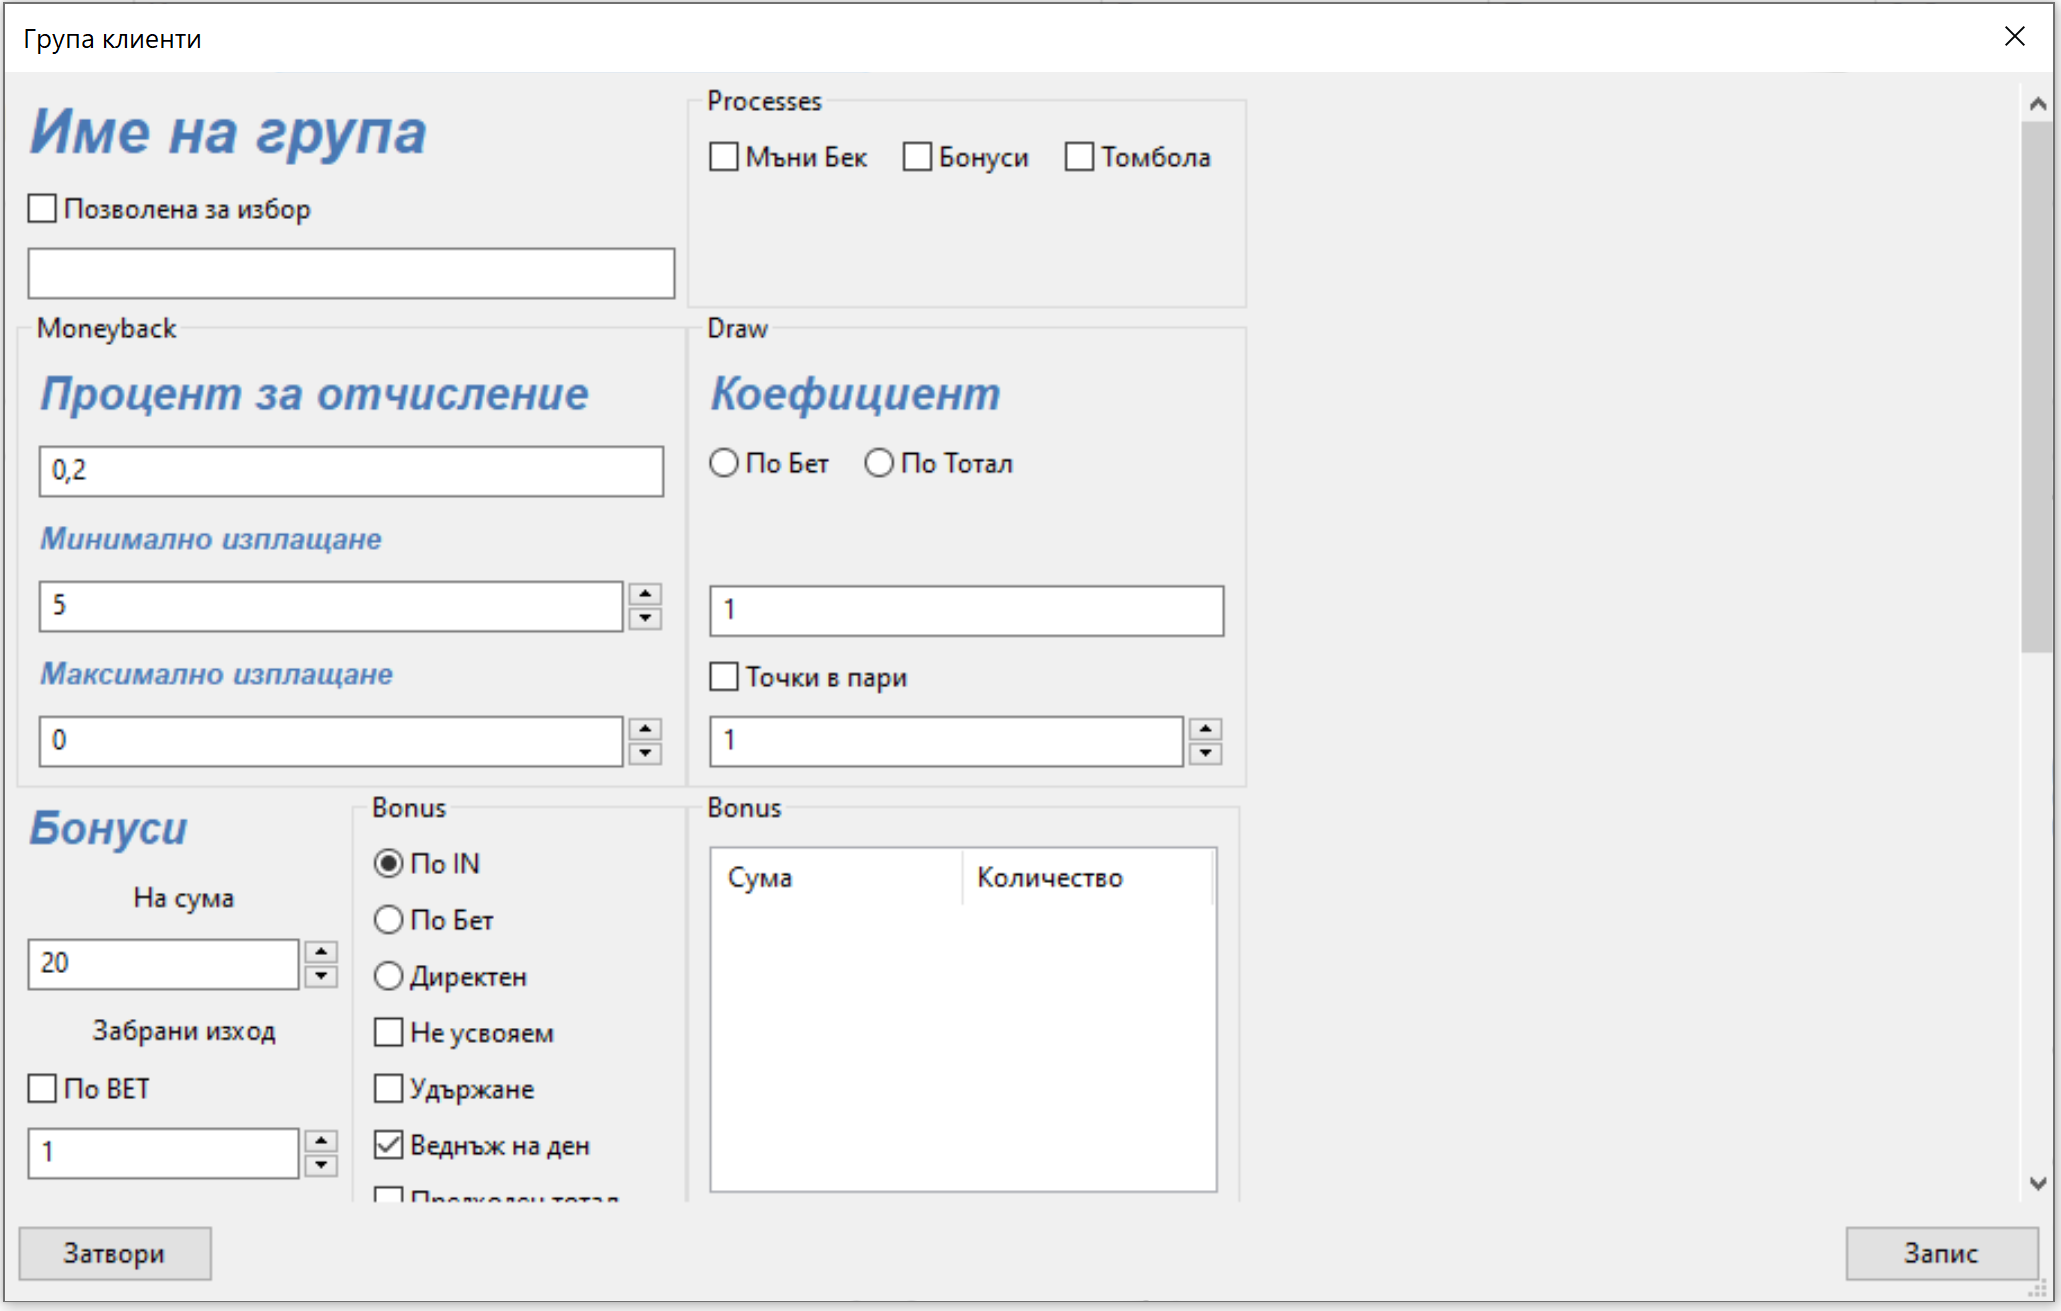 Група клиенти
Име на група
Позволена за избор
Processes
Мъни Бек
Бонуси
Томбола
Moneyback
Процент за отчисление
0,2
Минимално изплащане
5
Максимално изплащане
0
Draw
Коефициент
По Бет
По Тотал
1
Точки в пари
1
Бонуси
На сума
20
Забрани изход
По BET
1
Bonus
По IN
По Бет
Директен
Не усвояем
Удържане
Веднъж на ден
Предходен тотал
Bonus
Сума
Количество
Затвори
Запис